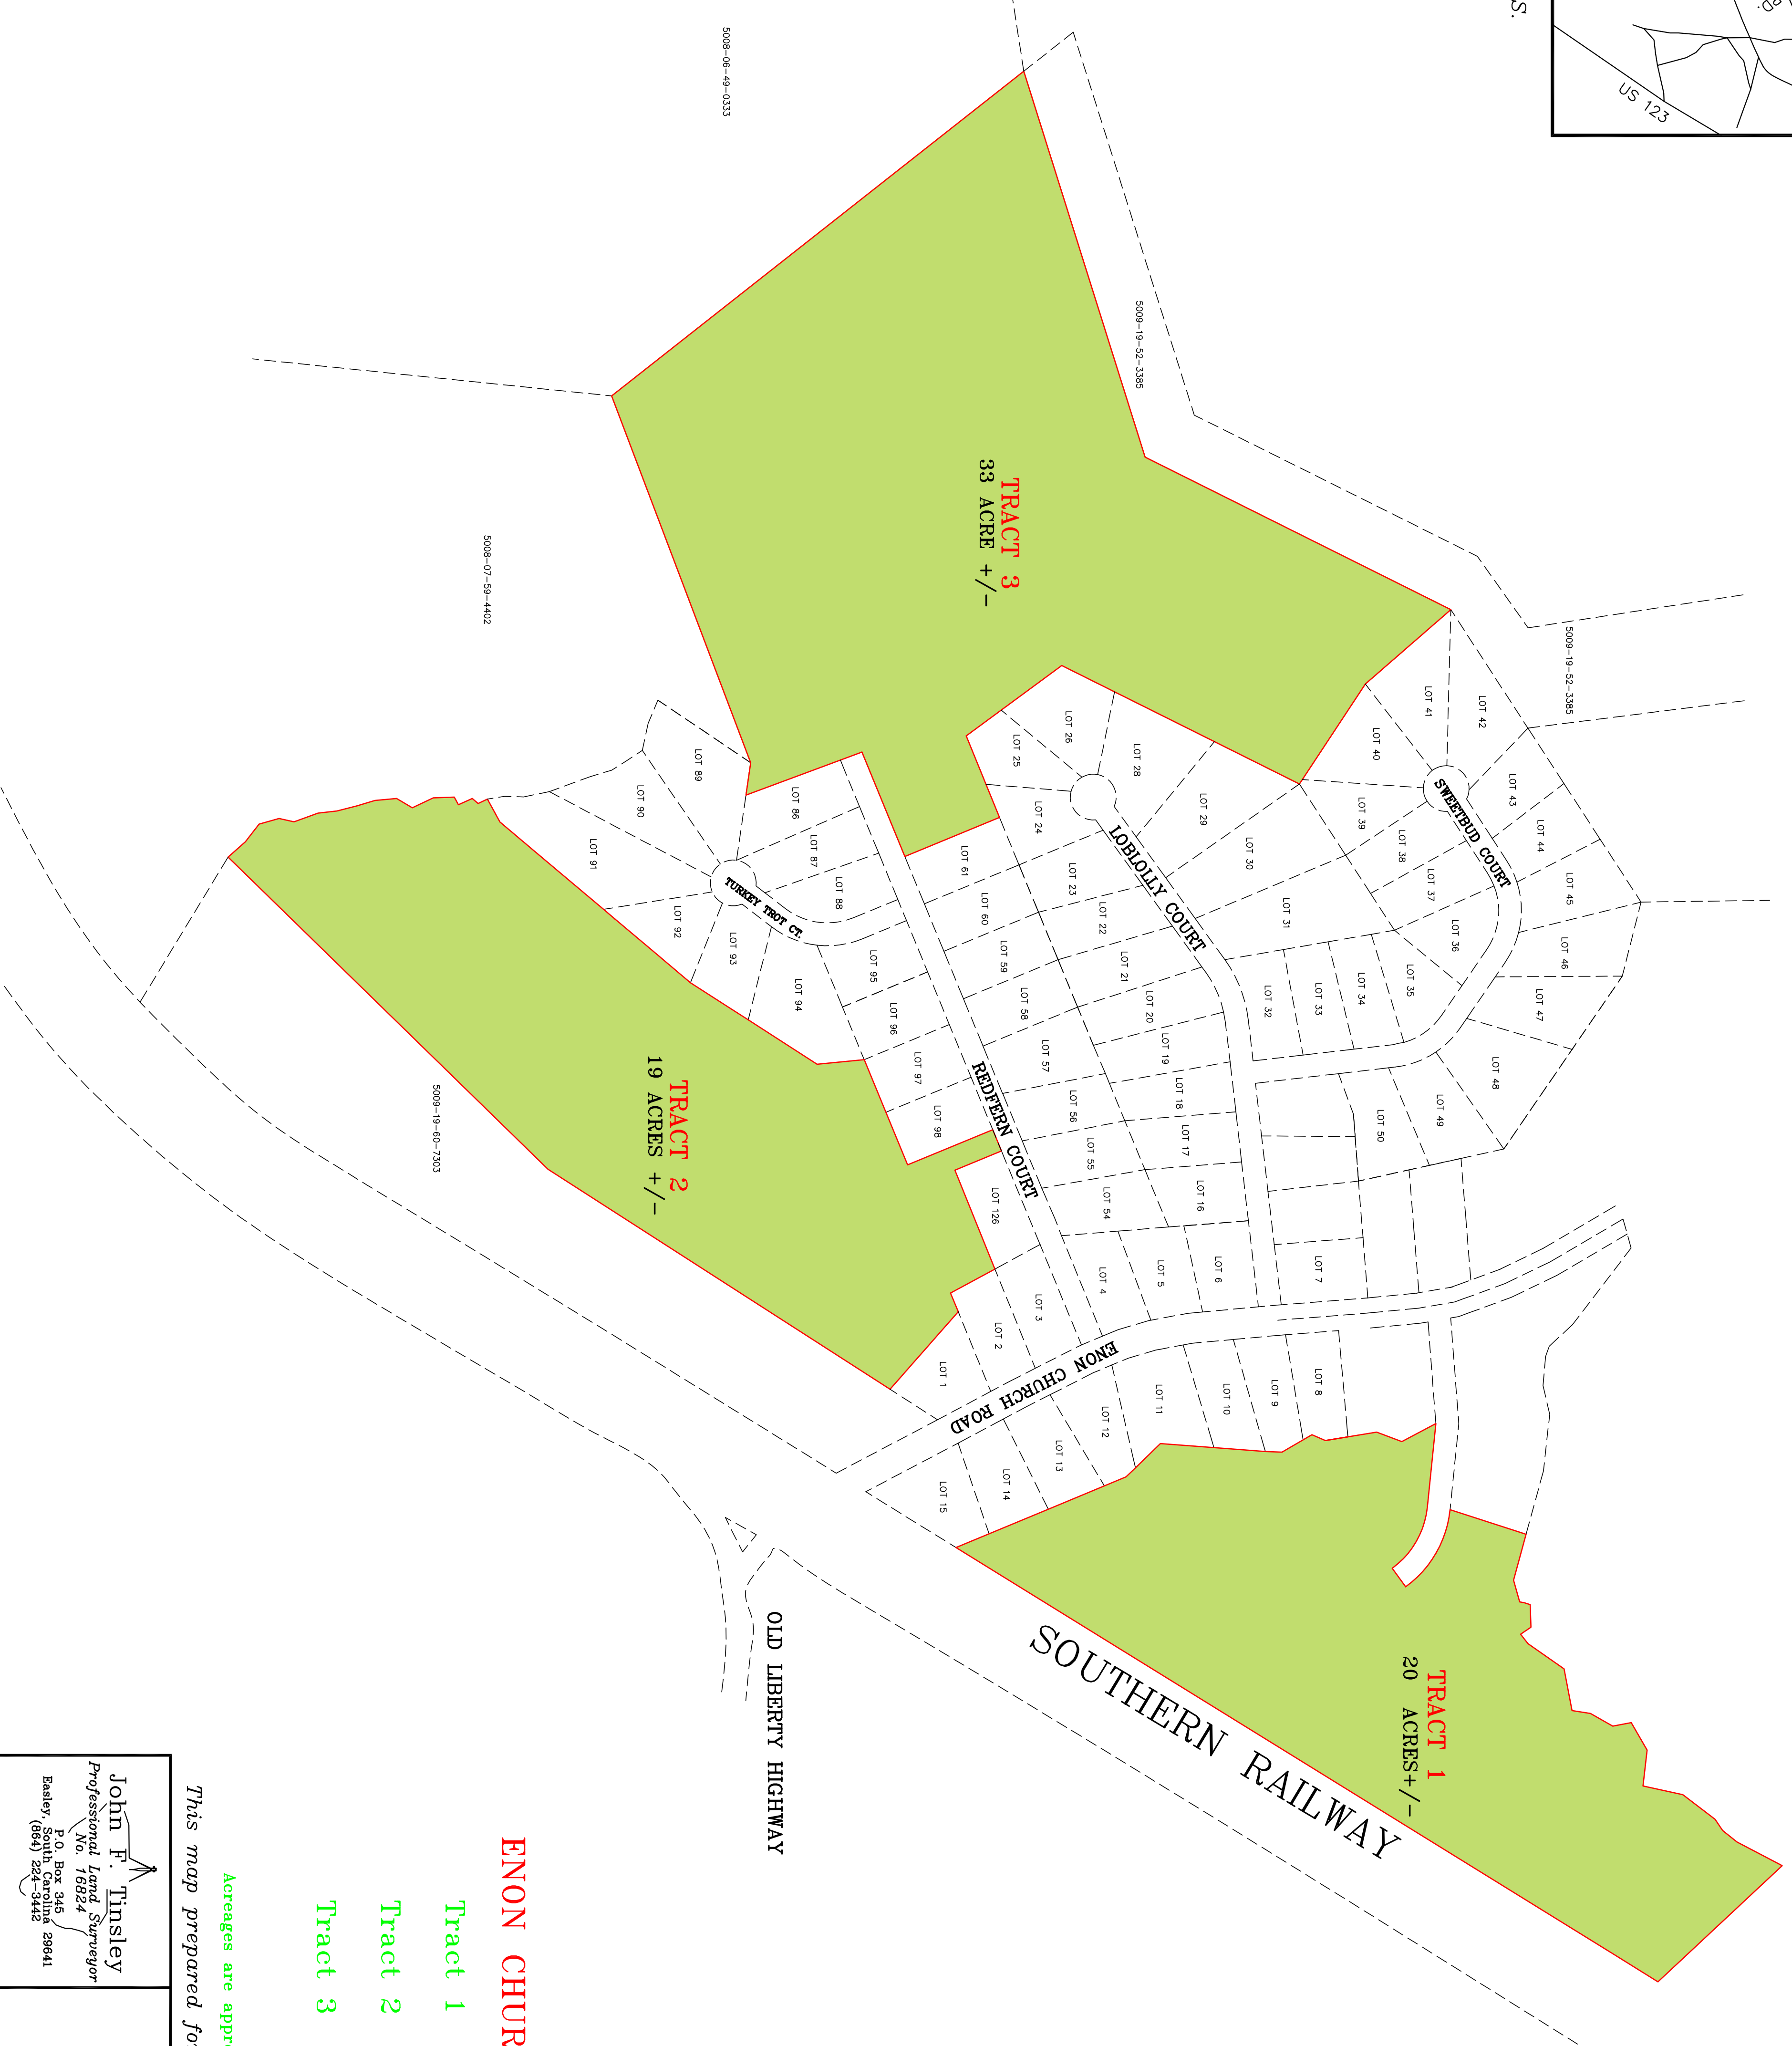 S.
US 123
5009-19-52-3385
5009-19-52-3385
5008-06-49-0333
5008-07-59-4402
5009-19-60-7303
TRACT 3
33 ACRE +/-
TRACT 2
19 ACRES +/-
TRACT 1
20 ACRES+/-
SWEETBUD COURT
LOBLOLLY COURT
REDFERN COURT
TURKEY TROT CT.
ENON CHURCH ROAD
SOUTHERN RAILWAY
OLD LIBERTY HIGHWAY
LOT 42
LOT 41
LOT 40
LOT 43
LOT 44
LOT 45
LOT 46
LOT 47
LOT 48
LOT 49
LOT 50
LOT 39
LOT 38
LOT 37
LOT 36
LOT 35
LOT 34
LOT 33
LOT 32
LOT 31
LOT 30
LOT 29
LOT 28
LOT 26
LOT 25
LOT 24
LOT 23
LOT 22
LOT 21
LOT 20
LOT 19
LOT 18
LOT 17
LOT 16
LOT 61
LOT 60
LOT 59
LOT 58
LOT 57
LOT 56
LOT 55
LOT 54
LOT 4
LOT 5
LOT 6
LOT 7
LOT 8
LOT 9
LOT 10
LOT 11
LOT 12
LOT 13
LOT 14
LOT 15
LOT 1
LOT 2
LOT 3
LOT 126
LOT 98
LOT 97
LOT 96
LOT 95
LOT 94
LOT 93
LOT 92
LOT 91
LOT 90
LOT 89
LOT 86
LOT 87
LOT 88
ENON CHUR
Tract 1
Tract 2
Tract 3
Acreages are appr
This map prepared fo
John F. Tinsley
Professional Land Surveyor
No. 16824
P.O. Box 345
Easley, South Carolina 29641
(864) 224-3442